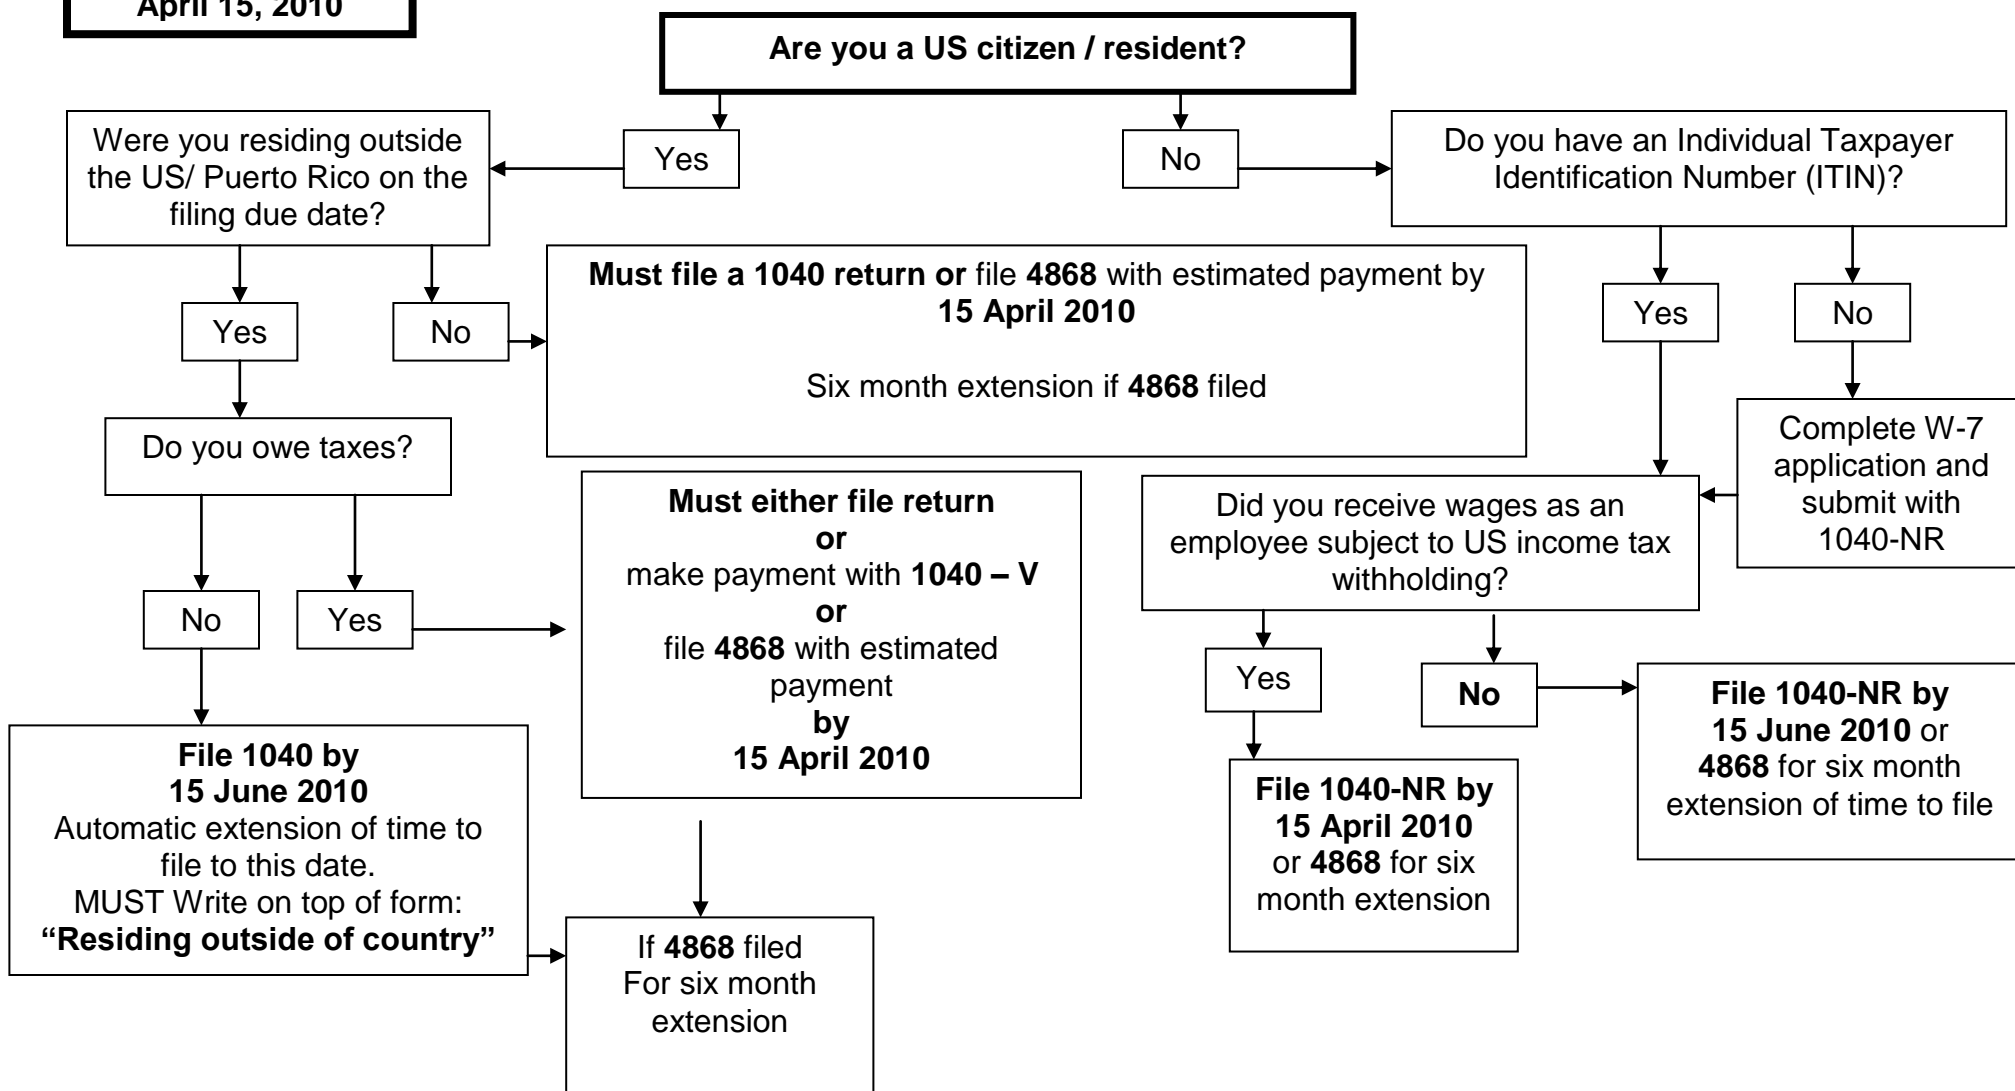 April 15, 2010
Are you a US citizen / resident?
Were you residing outside
the US/ Puerto Rico on the
filing due date?
Yes
No
Do you have an Individual Taxpayer
Identification Number (ITIN)?
Yes
No
Must file a 1040 return or file 4868 with estimated payment by
15 April 2010
Six month extension if 4868 filed
Yes
No
Do you owe taxes?
Complete W-7
application and
submit with
1040-NR
Must either file return
or
make payment with 1040 – V
or
file 4868 with estimated
payment
by
15 April 2010
Did you receive wages as an
employee subject to US income tax
withholding?
No
Yes
Yes
No
File 1040-NR by
15 June 2010 or
4868 for six month
extension of time to file
File 1040 by
15 June 2010
Automatic extension of time to
file to this date.
MUST Write on top of form:
“Residing outside of country”
File 1040-NR by
15 April 2010
or 4868 for six
month extension
If 4868 filed
For six month
extension